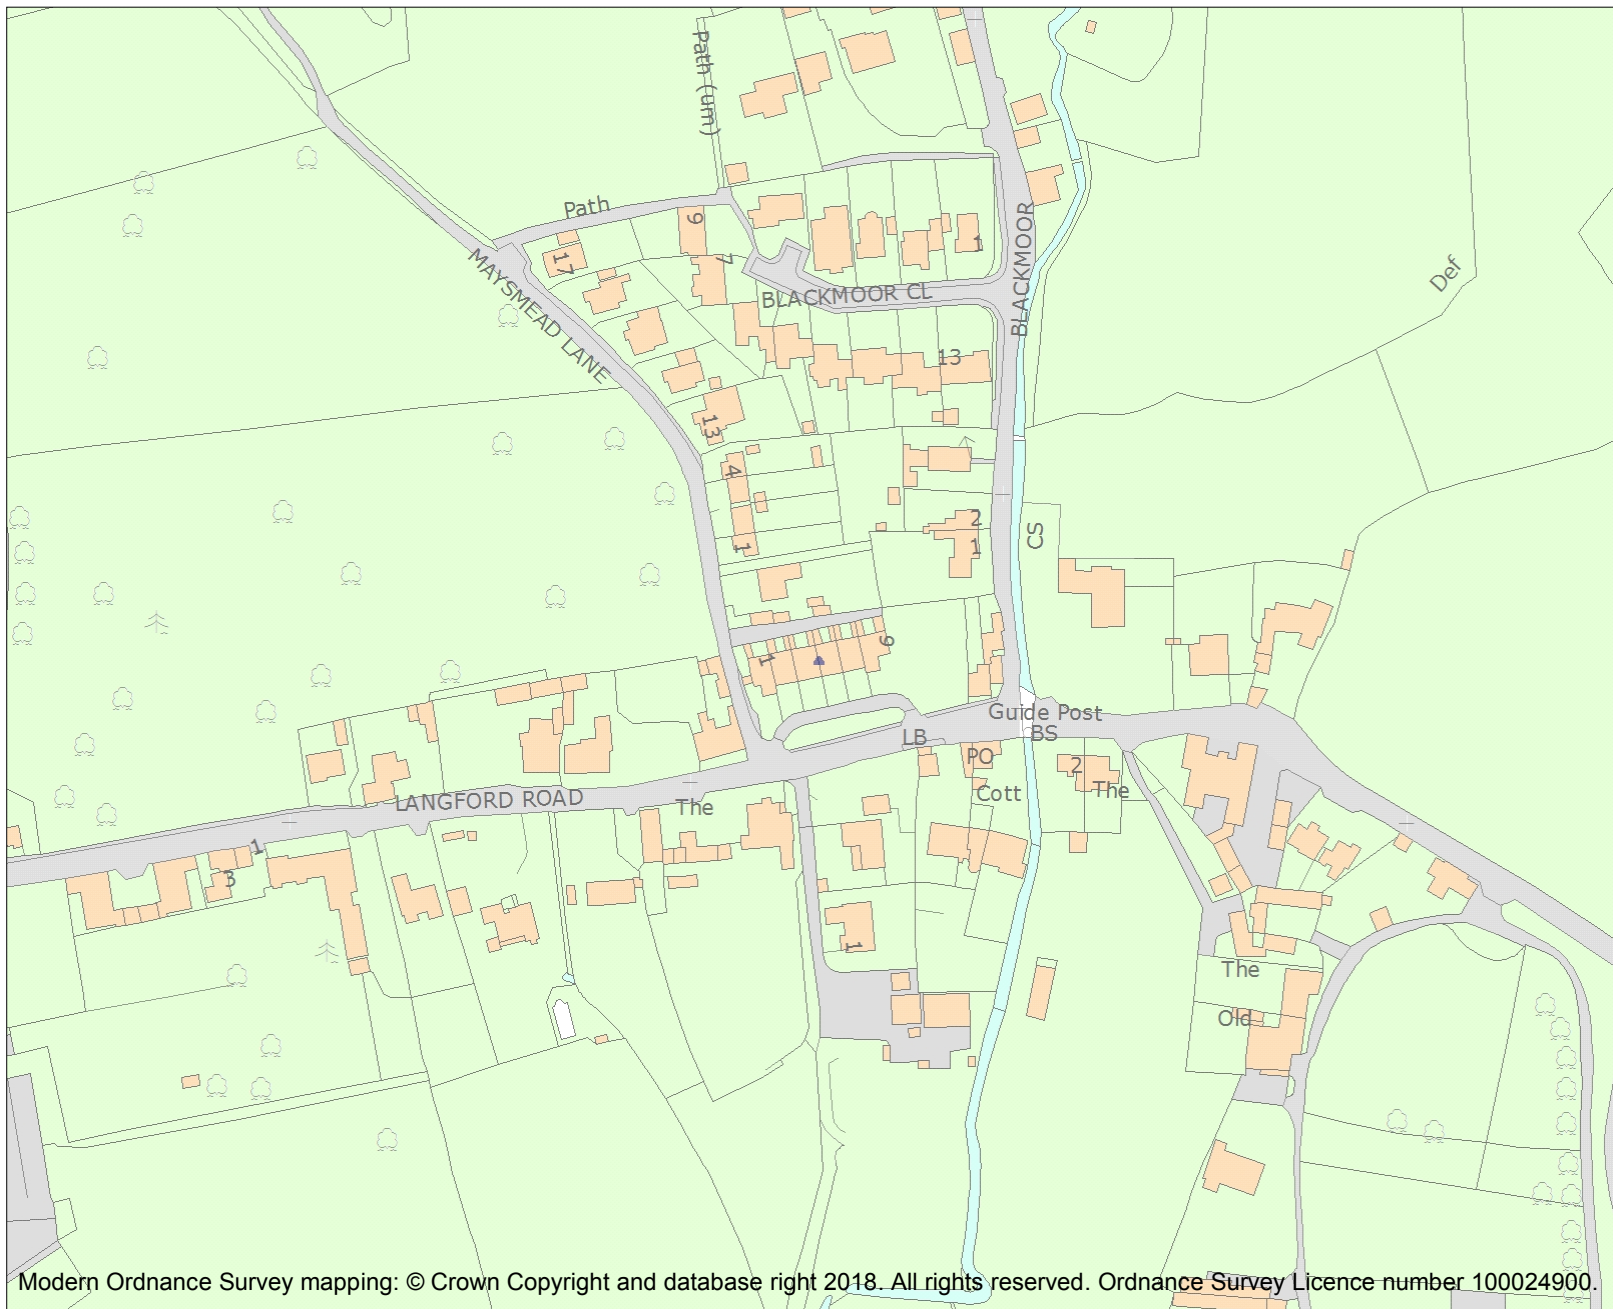 Path (um)
Path
9
17
7
1
MAYSMEAD LANE
BLACKMOOR CL
BLACKMOOR
Def
13
13
4
1
2
1
CS
1
9
Guide Post
LB
BS
PO
2
Cott
The
The
LANGFORD ROAD
1
3
1
The
Old
Modern Ordnance Survey mapping: © Crown Copyright and database right 2018. All rights reserved. Ordnance Survey Licence number 100024900.